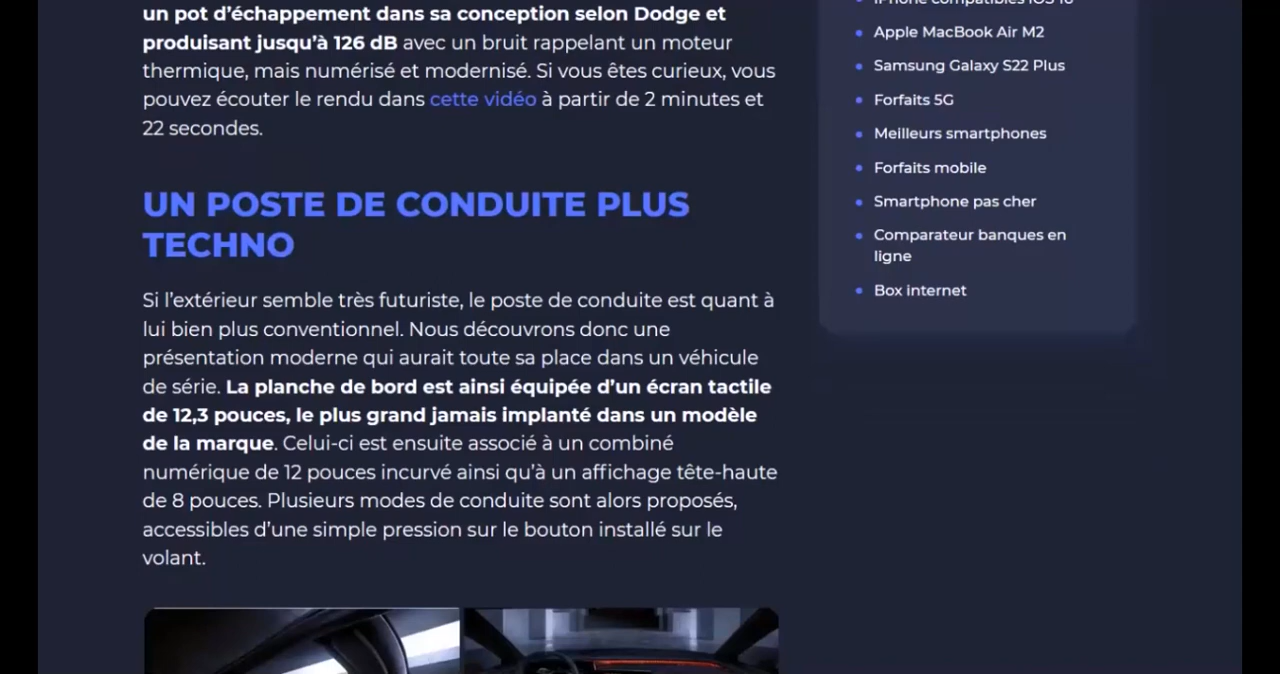 un pot d’échappement dans sa conception selon Dodge et
produisant jusqu’à 126 dB avec un bruit rappelant un moteur
thermique, mais numérisé et modernisé. Si vous êtes curieux, vous
pouvez écouter le rendu dans cette vidéo à partir de 2 minutes et
22 secondes.
UN POSTE DE CONDUITE PLUS
TECHNO
Si l’extérieur semble très futuriste, le poste de conduite est quant à
lui bien plus conventionnel. Nous découvrons donc une
présentation moderne qui aurait toute sa place dans un véhicule
de série. La planche de bord est ainsi équipée d’un écran tactile
de 12,3 pouces, le plus grand jamais implanté dans un modèle
de la marque. Celui-ci est ensuite associé à un combiné
numérique de 12 pouces incurvé ainsi qu’à un affichage tête-haute
de 8 pouces. Plusieurs modes de conduite sont alors proposés,
accessibles d’une simple pression sur le bouton installé sur le
volant.
iPhone compatibles iOS 16
Apple MacBook Air M2
Samsung Galaxy S22 Plus
Forfaits 5G
Meilleurs smartphones
Forfaits mobile
Smartphone pas cher
Comparateur banques en
ligne
Box internet